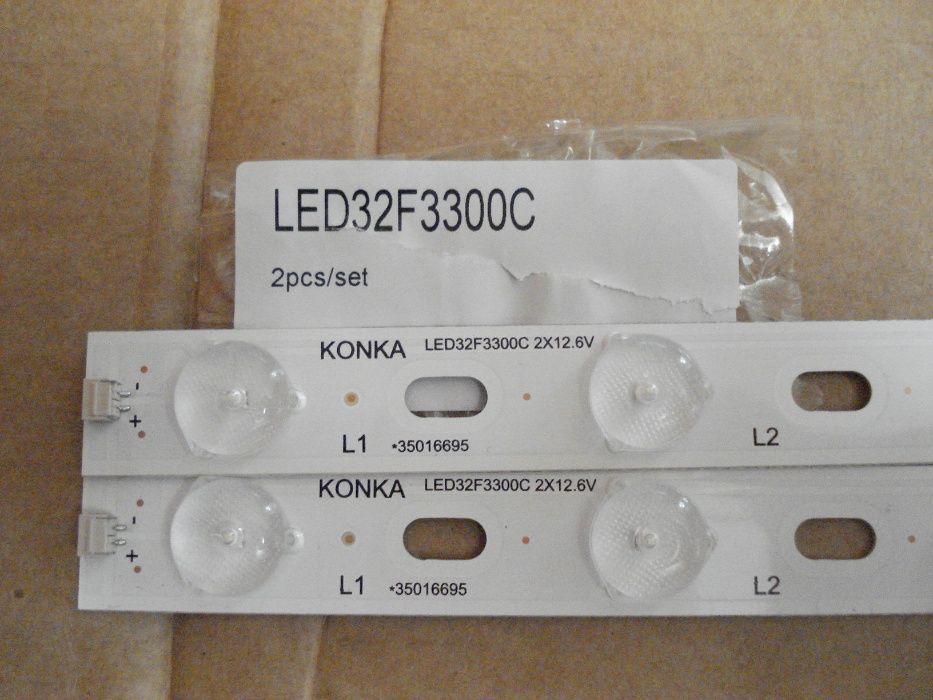 LED32F3300C
2pcs/set
KONKA LED32F3300C 2X12.6V
-
+
L1 *35016695 L2
KONKA LED32F3300C 2X12.6V
-
+
L1 *35016695 L2